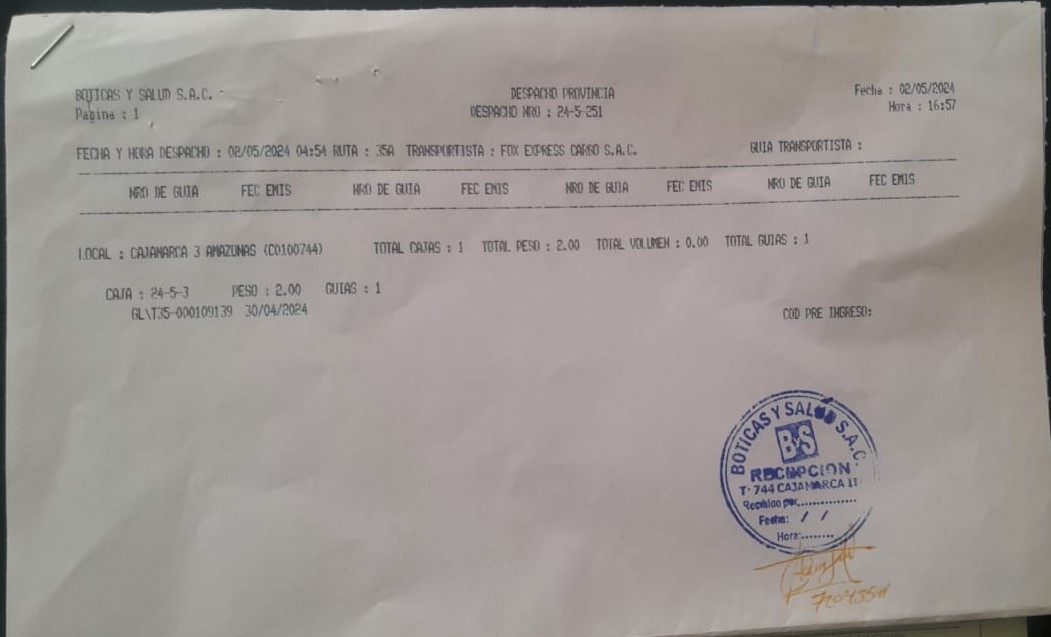 BOTICAS Y SALUD S.A.C.
DESPACHO PROVINCIA
Fecha : 02/05/2024
Pagina : 1
DESPACHO NRO : 24-5-251
Hora : 16:57
FECHA Y HORA DESPACHO : 02/05/2024 04:54 RUTA : 35A TRANSPORTISTA : FOX EXPRESS CARGO S.A.C. GUIA TRANSPORTISTA :
NRO DE GUIA FEC EMIS NRO DE GUIA FEC EMIS NRO DE GUIA FEC EMIS NRO DE GUIA FEC EMIS
LOCAL : CAJAMARCA 3 AMAZONAS (C0100744) TOTAL CAJAS : 1 TOTAL PESO : 2.00 TOTAL VOLUMEN : 0.00 TOTAL GUIAS : 1
CAJA : 24-5-3 PESO : 2.00 GUIAS : 1
GL\T35-000109139 30/04/2024
COD PRE INGRESO:
BOTICAS Y SALUD S.A.C.
BYS
RECEPCION
T-744 CAJAMARCA II
Recibido por:..............
Fecha: / /
Hora:........